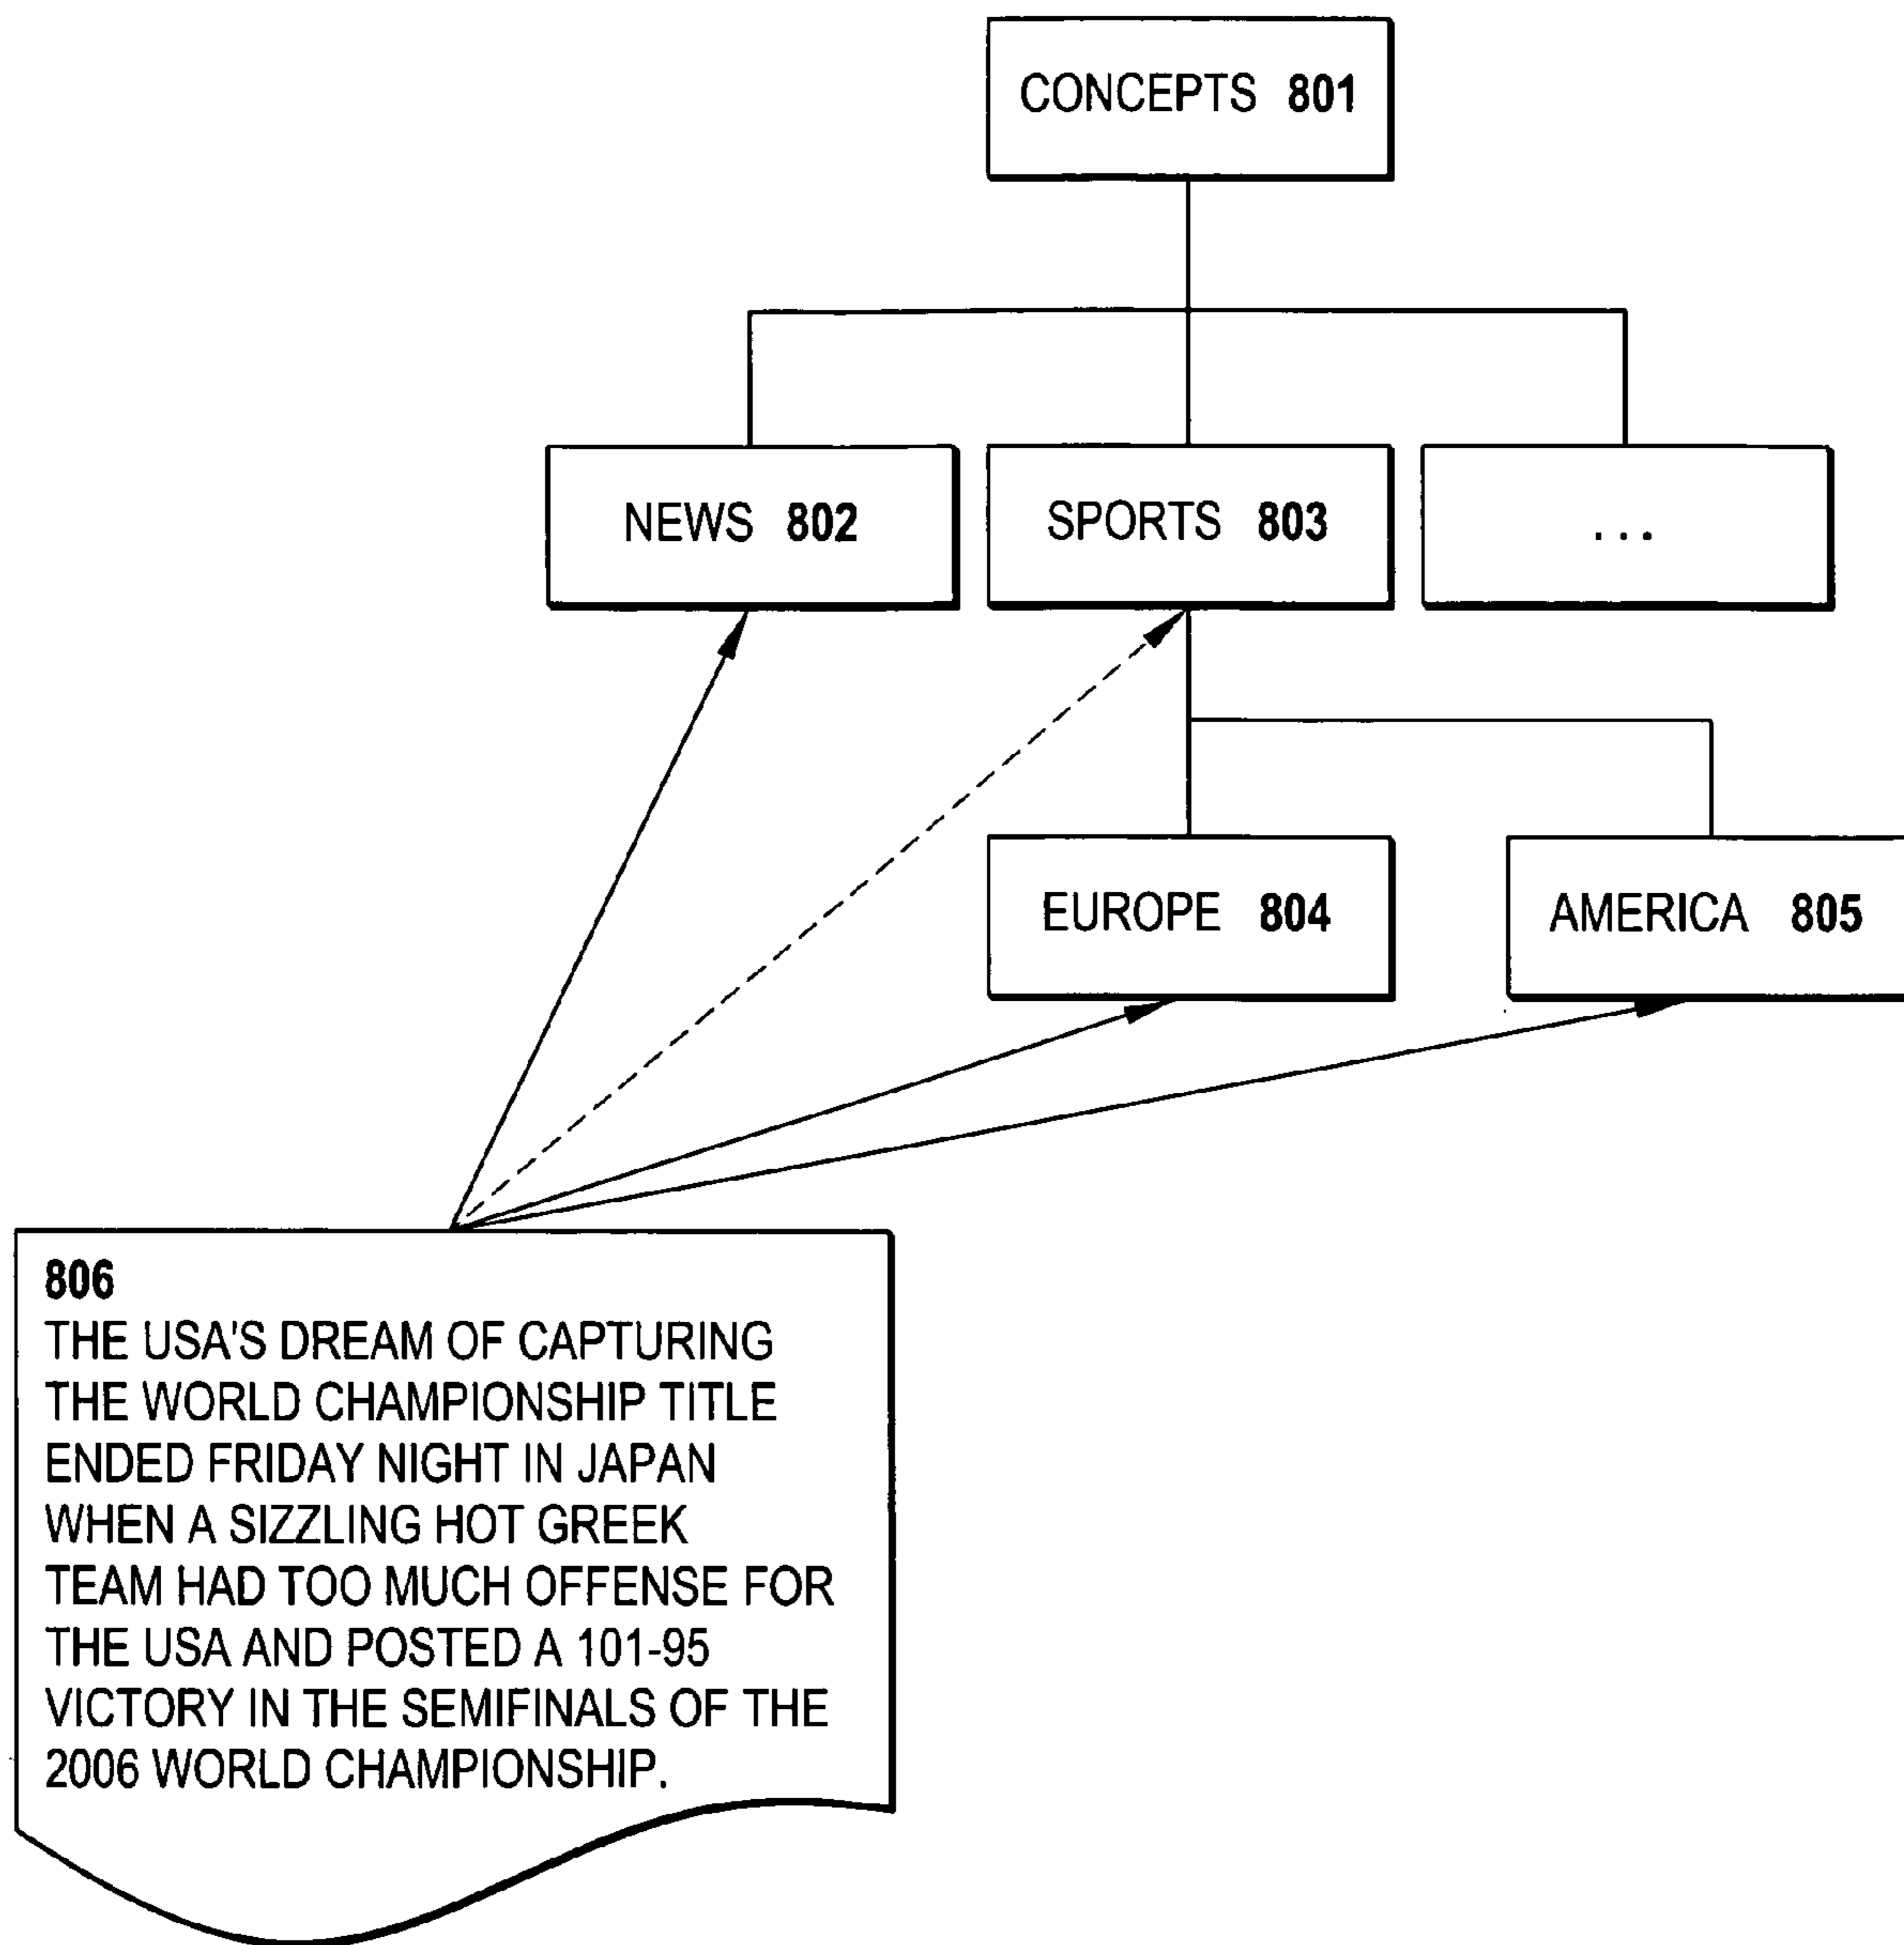 CONCEPTS 801
NEWS 802
SPORTS 803
...
EUROPE 804
AMERICA 805
806
THE USA'S DREAM OF CAPTURING
THE WORLD CHAMPIONSHIP TITLE
ENDED FRIDAY NIGHT IN JAPAN
WHEN A SIZZLING HOT GREEK
TEAM HAD TOO MUCH OFFENSE FOR
THE USA AND POSTED A 101-95
VICTORY IN THE SEMIFINALS OF THE
2006 WORLD CHAMPIONSHIP.